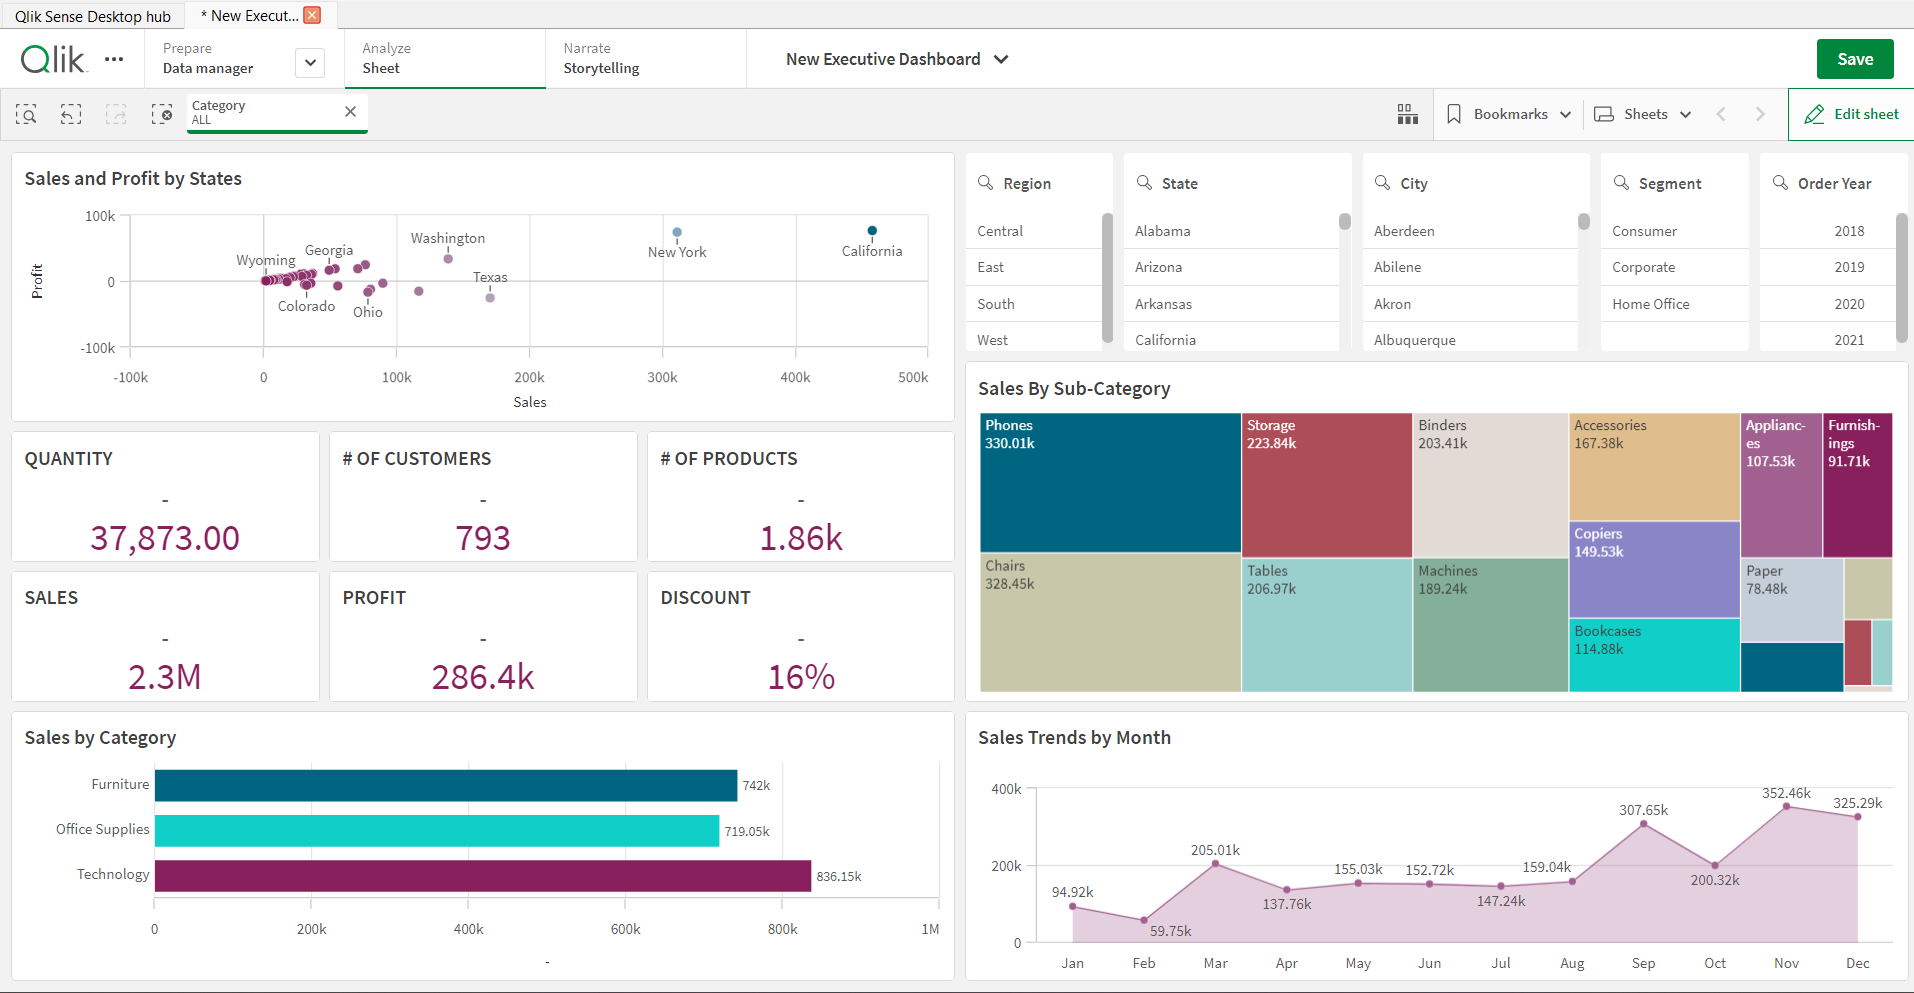 Qlik Sense Desktop hub
* New Execut...
Qlik
Prepare
Data manager
Analyze
Sheet
Narrate
Storytelling
New Executive Dashboard
Save
Category
ALL
Bookmarks
Sheets
Edit sheet
Sales and Profit by States
Profit
100k
0
-100k
Wyoming
Georgia
Washington
New York
California
Texas
Colorado
Ohio
-100k
0
100k
200k
300k
400k
500k
Sales
Region
Central
East
South
West
State
Alabama
Arizona
Arkansas
California
City
Aberdeen
Abilene
Akron
Albuquerque
Segment
Consumer
Corporate
Home Office
Order Year
2018
2019
2020
2021
QUANTITY
-
37,873.00
# OF CUSTOMERS
-
793
# OF PRODUCTS
-
1.86k
SALES
-
2.3M
PROFIT
-
286.4k
DISCOUNT
-
16%
Sales By Sub-Category
Phones
330.01k
Chairs
328.45k
Storage
223.84k
Tables
206.97k
Binders
203.41k
Machines
189.24k
Accessories
167.38k
Copiers
149.53k
Bookcases
114.88k
Applianc-
es
107.53k
Furnish-
ings
91.71k
Paper
78.48k
Sales by Category
Furniture
742k
Office Supplies
719.05k
Technology
836.15k
0
200k
400k
600k
800k
1M
-
Sales Trends by Month
400k
200k
0
94.92k
59.75k
205.01k
137.76k
155.03k
152.72k
147.24k
159.04k
307.65k
200.32k
352.46k
325.29k
Jan
Feb
Mar
Apr
May
Jun
Jul
Aug
Sep
Oct
Nov
Dec